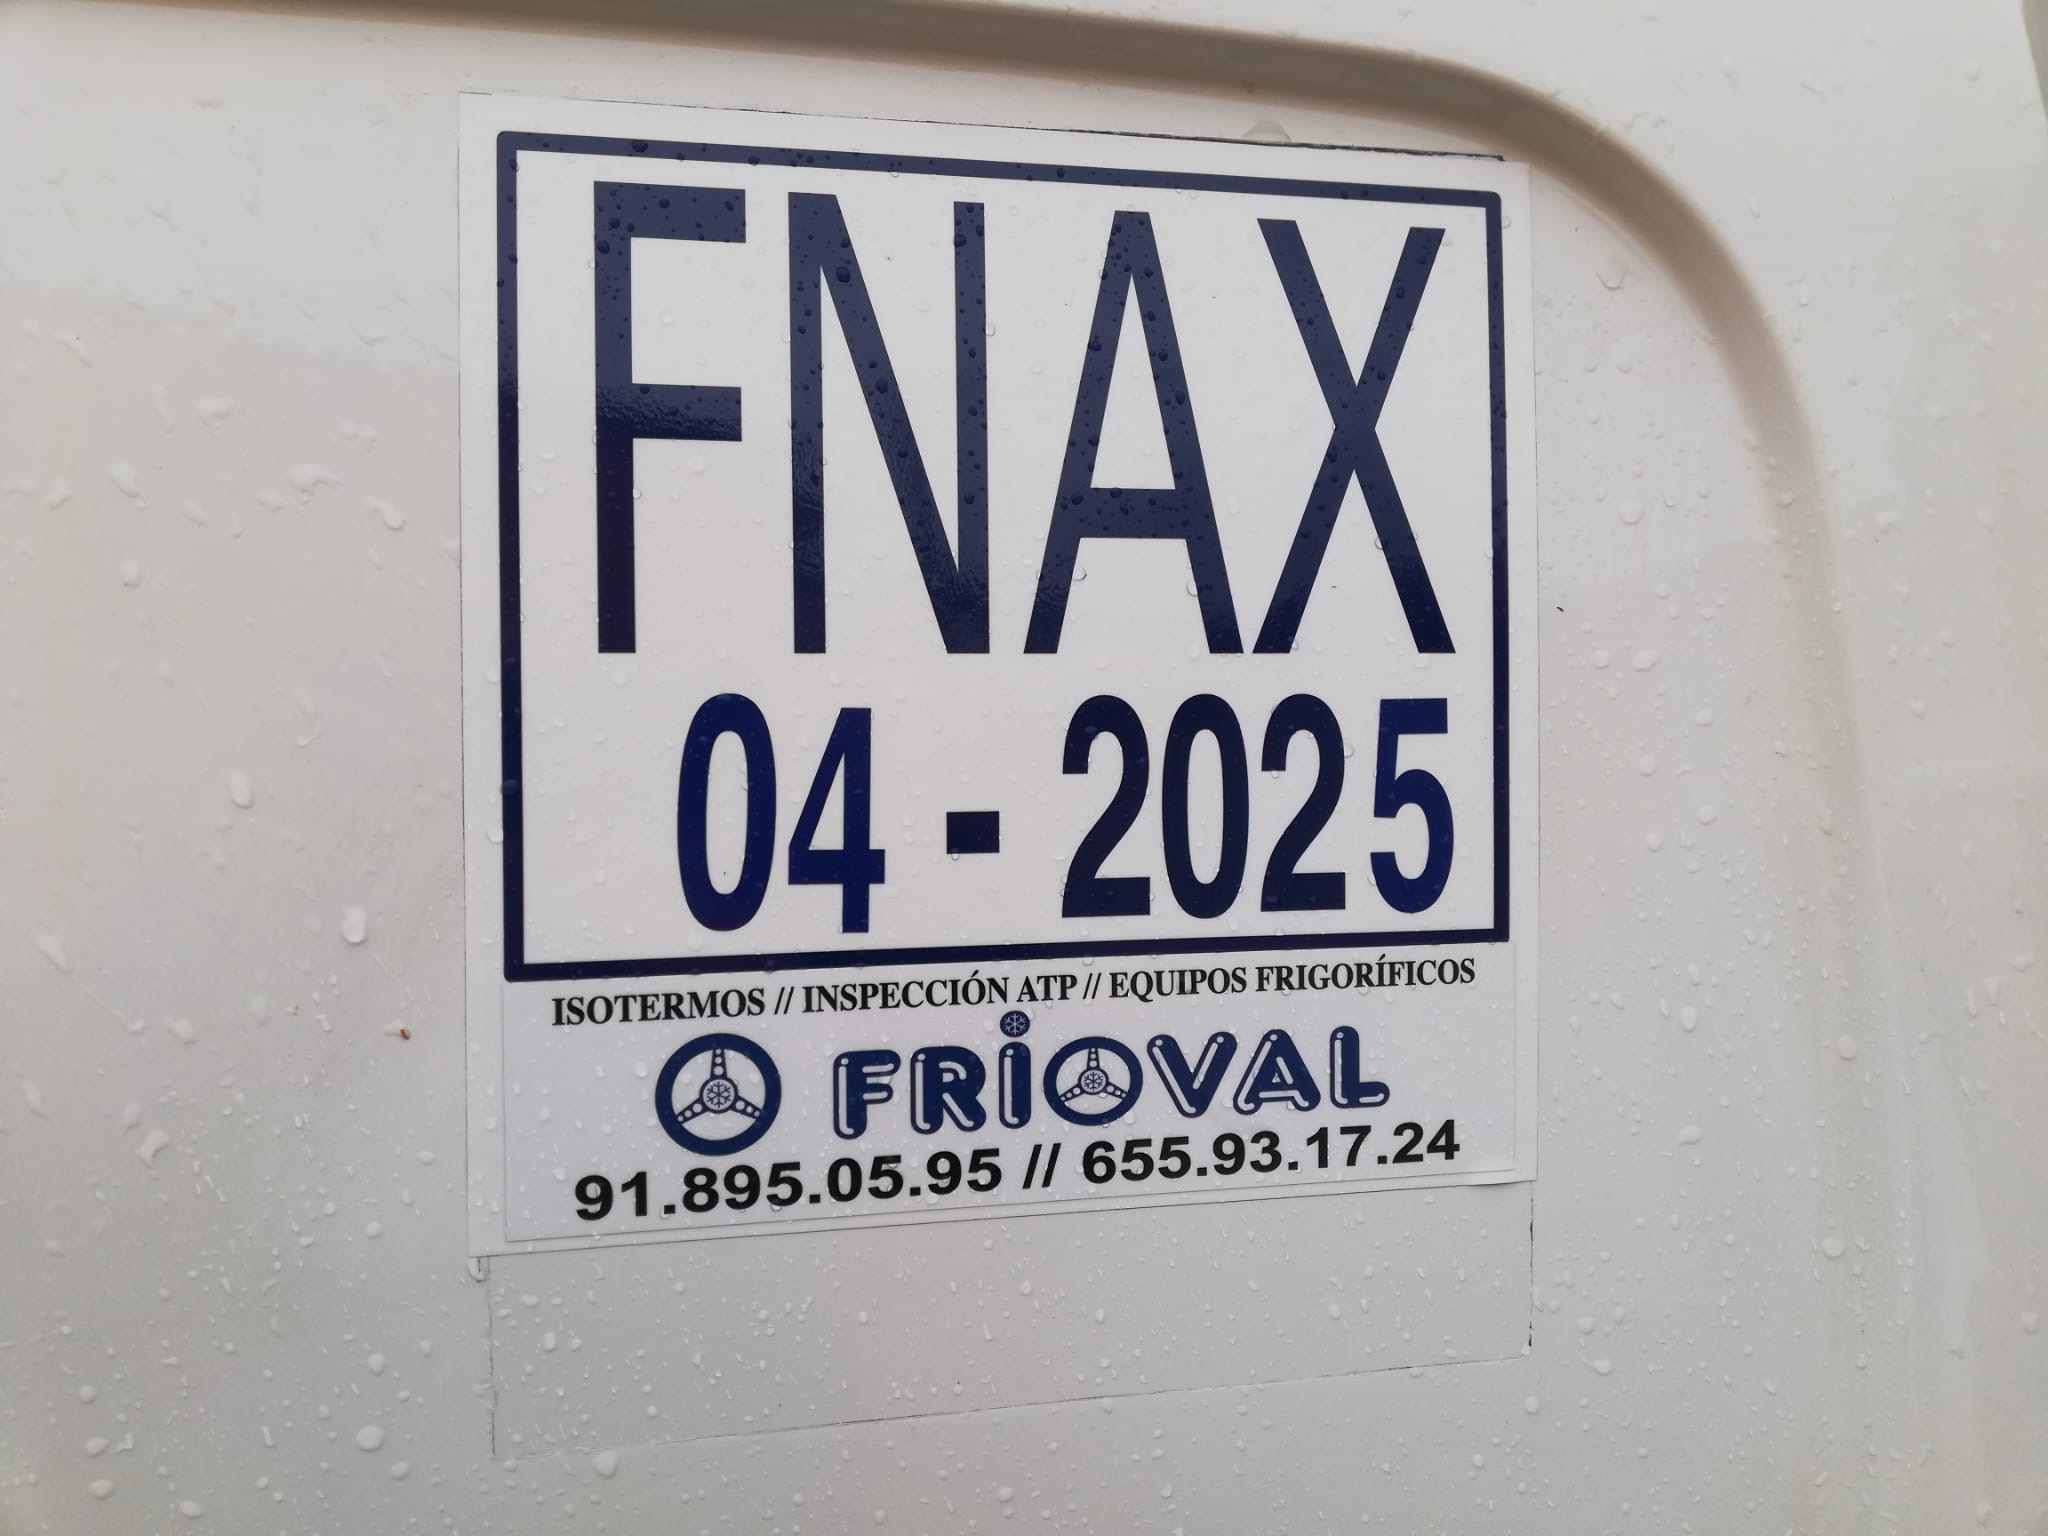 FNAX
04 - 2025
ISOTERMOS // INSPECCIÓN ATP // EQUIPOS FRIGORÍFICOS
FRIOVAL
91.895.05.95 // 655.93.17.24